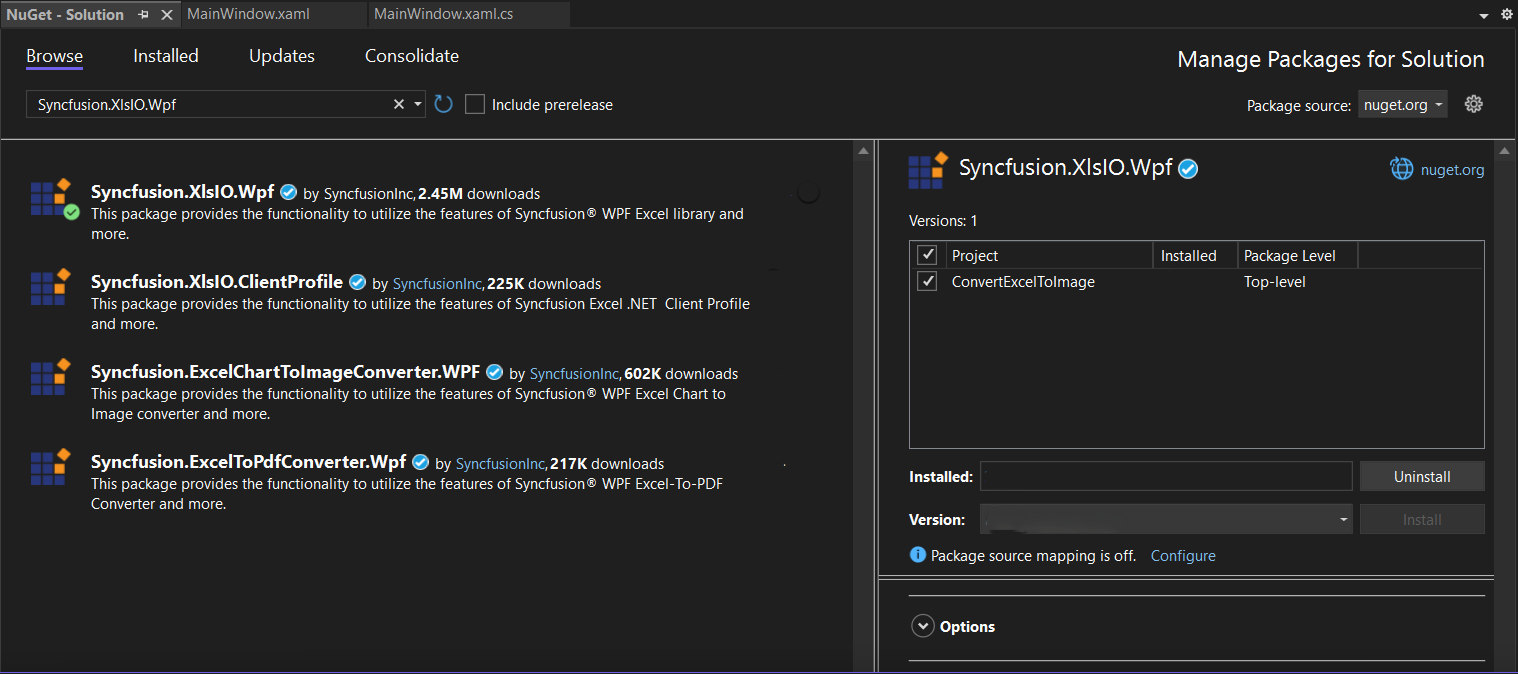 NuGet - Solution
MainWindow.xaml
MainWindow.xaml.cs
Browse
Installed
Updates
Consolidate
Manage Packages for Solution
Syncfusion.XlsIO.Wpf
Include prerelease
Package source: nuget.org
Syncfusion.XlsIO.Wpf by SyncfusionInc, 2.45M downloads
This package provides the functionality to utilize the features of Syncfusion® WPF Excel library and
more.
Syncfusion.XlsIO.ClientProfile by SyncfusionInc, 225K downloads
This package provides the functionality to utilize the features of Syncfusion Excel .NET  Client Profile
and more.
Syncfusion.ExcelChartToImageConverter.WPF by SyncfusionInc, 602K downloads
This package provides the functionality to utilize the features of Syncfusion® WPF Excel Chart to
Image converter and more.
Syncfusion.ExcelToPdfConverter.Wpf by SyncfusionInc, 217K downloads
This package provides the functionality to utilize the features of Syncfusion® WPF Excel-To-PDF
Converter and more.
Syncfusion.XlsIO.Wpf
nuget.org
Versions: 1
Project Installed Package Level
ConvertExcelToImage Top-level
Installed:
Uninstall
Version:
Install
Package source mapping is off. Configure
Options